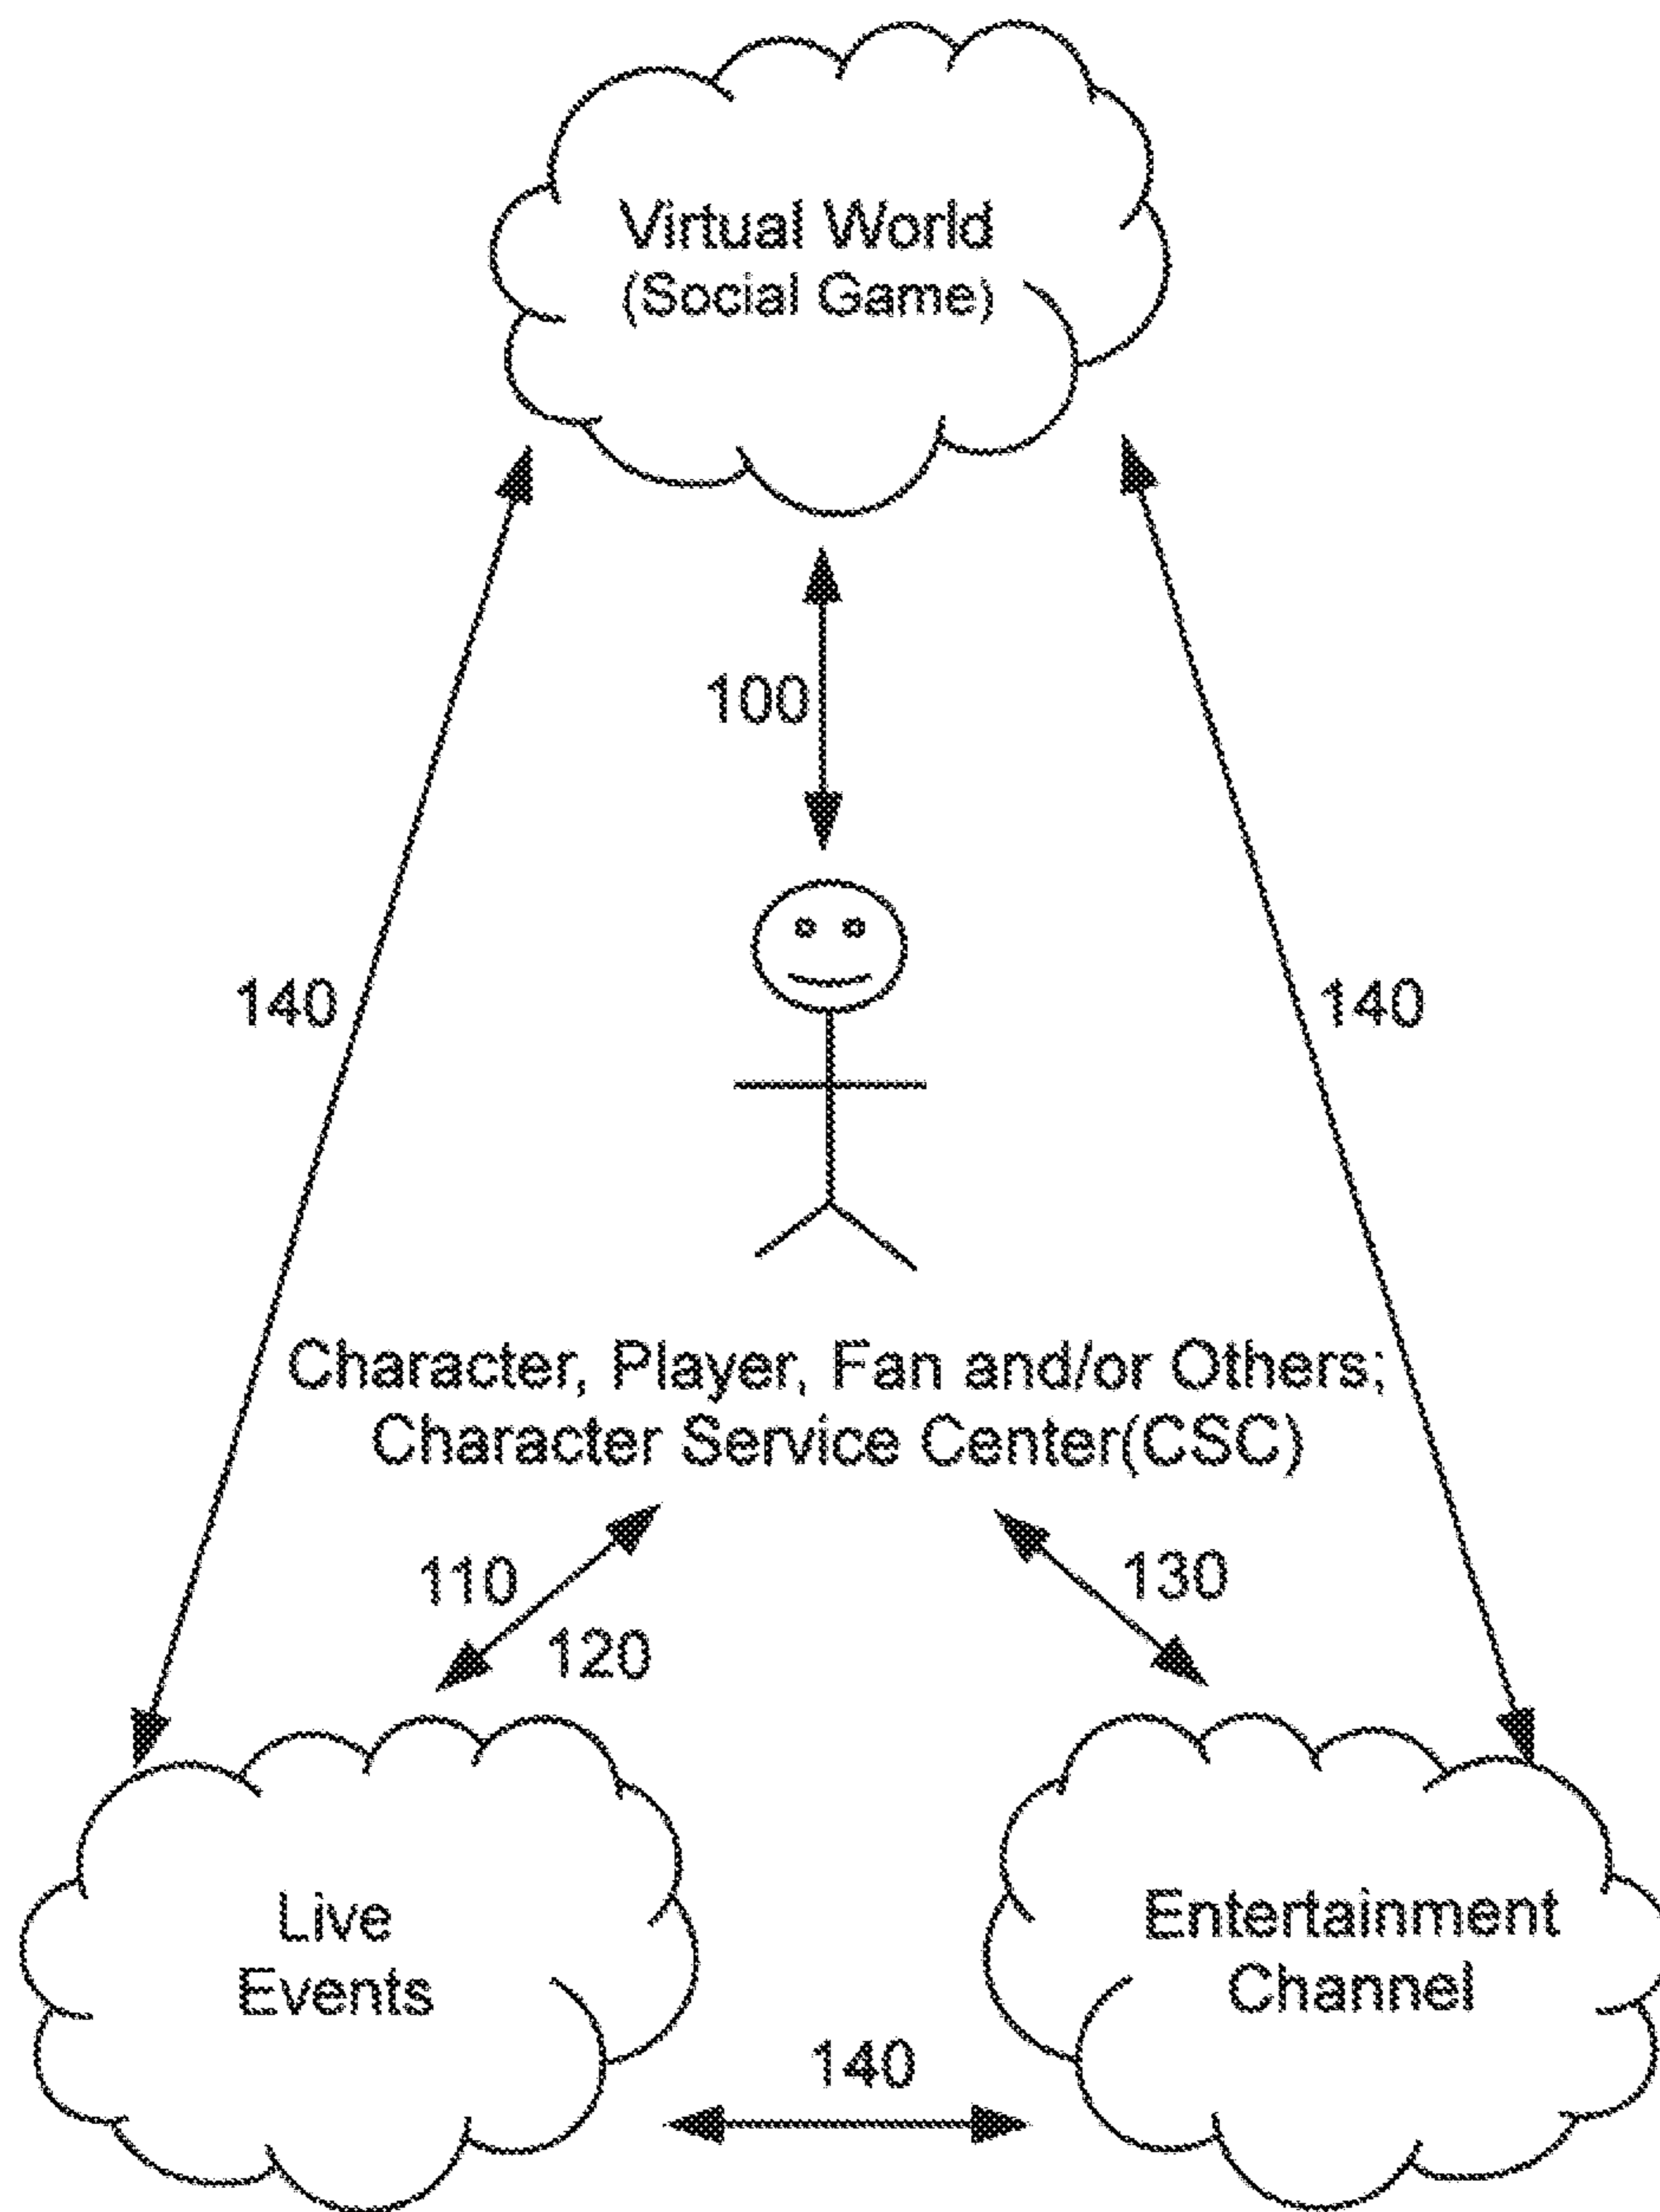 Virtual World
(Social Game)
100
140
140
Character, Player, Fan and/or Others;
Character Service Center(CSC)
110
130
120
Live
Events
Entertainment
Channel
140